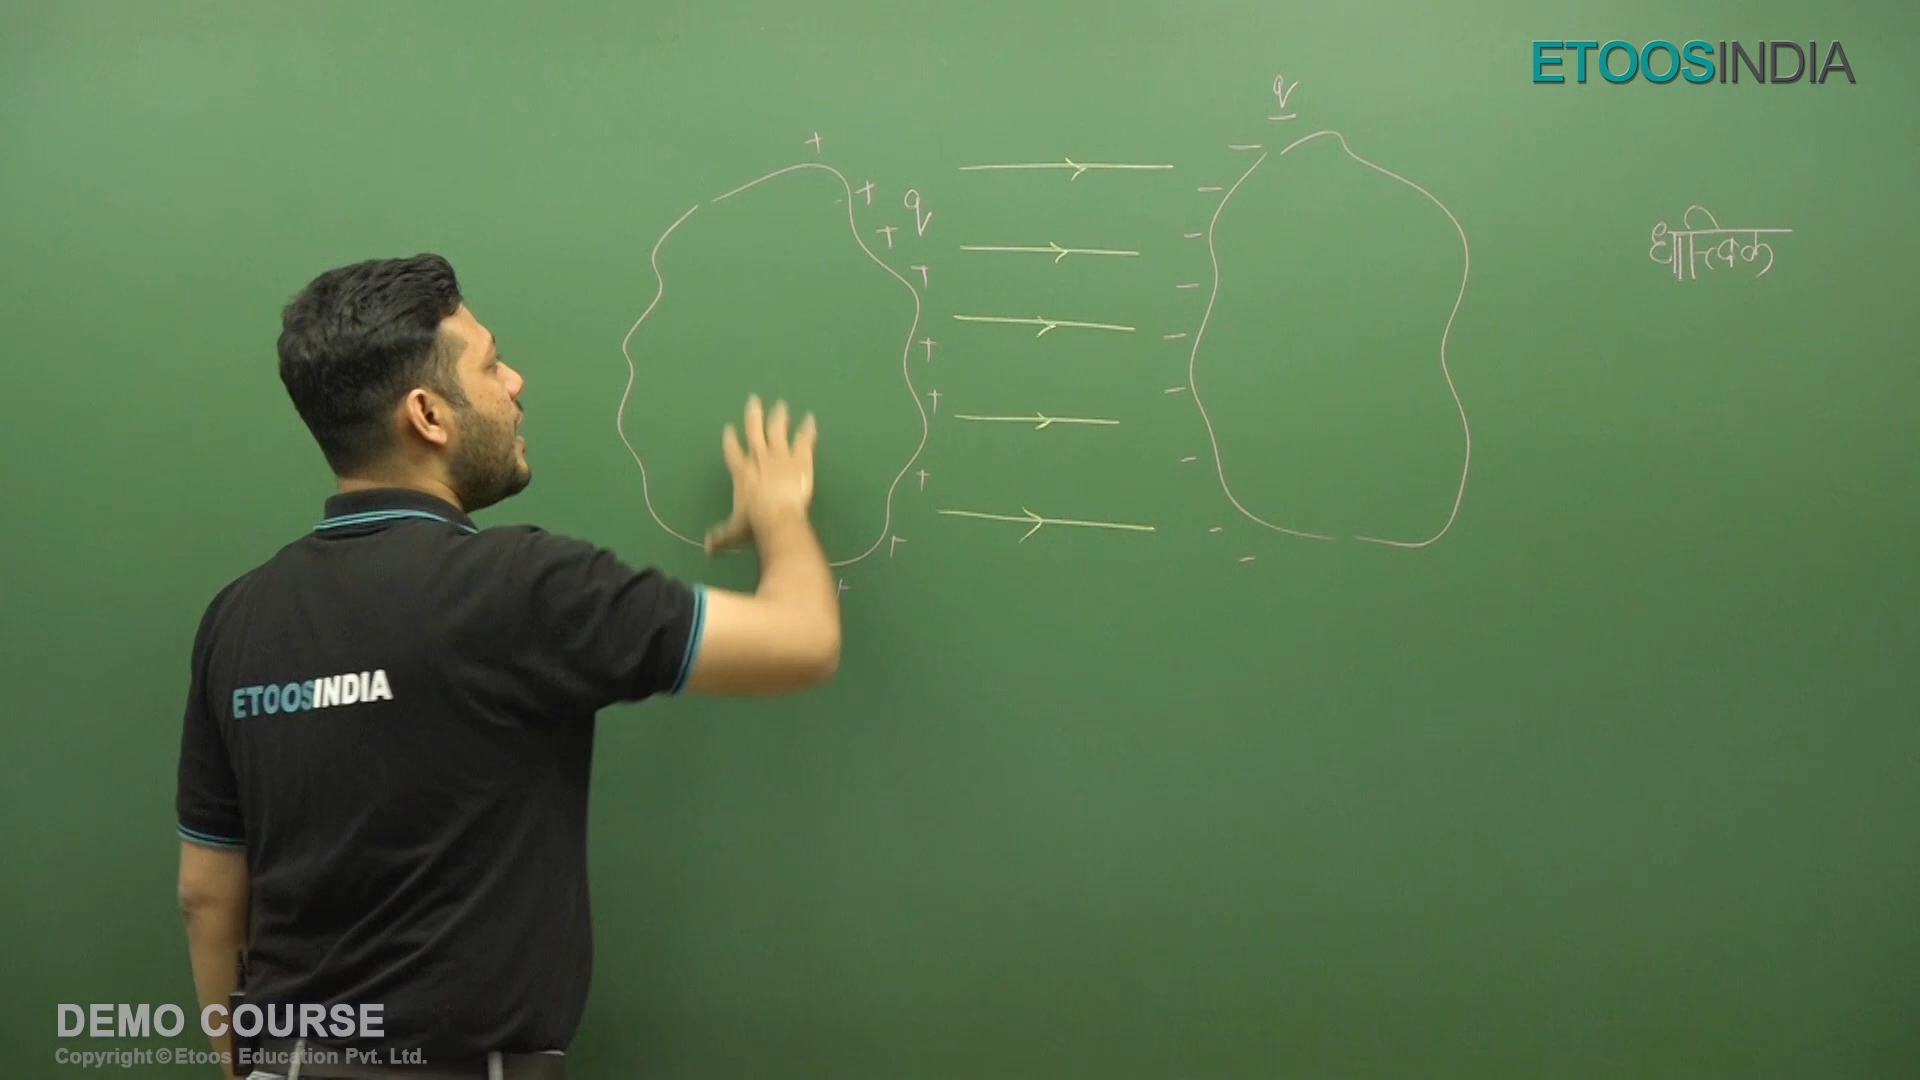 ETOOSINDIA
q
q
धात्त्विक
ETOOSINDIA
DEMO COURSE
Copyright©Etoos Education Pvt. Ltd.